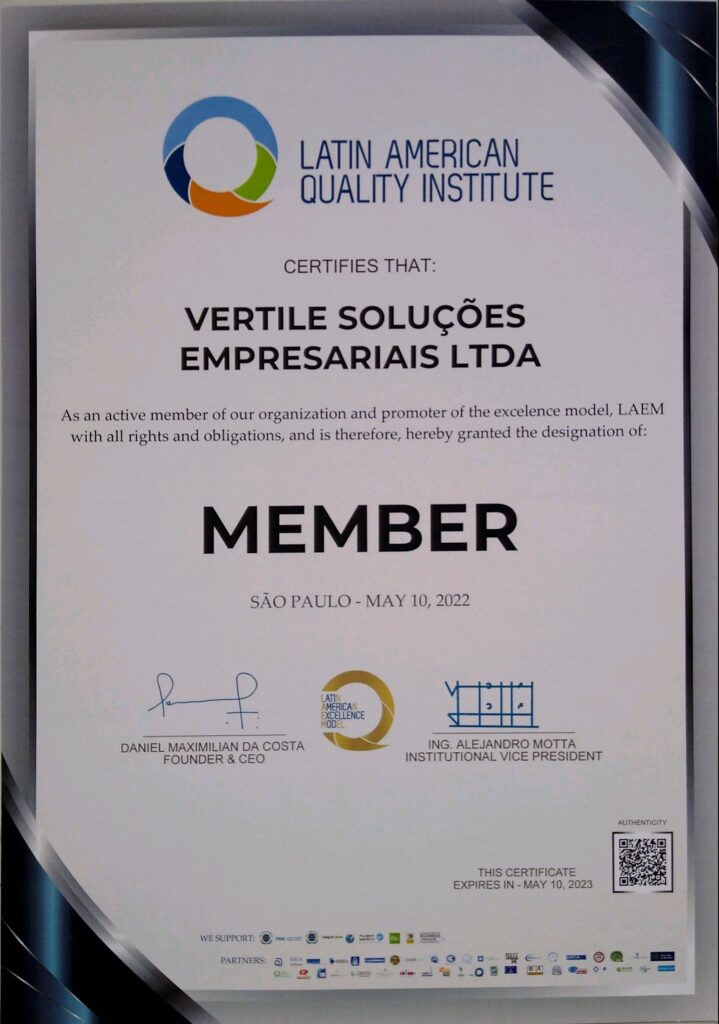 LATIN AMERICAN
QUALITY INSTITUTE
CERTIFIES THAT:
VERTILE SOLUÇÕES
EMPRESARIAIS LTDA
As an active member of our organization and promoter of the excelence model, LAEM
with all rights and obligations, and is therefore, hereby granted the designation of:
MEMBER
SÃO PAULO - MAY 10, 2022
LATIN
AMERICAN
EXCELLENCE
MODEL
DANIEL MAXIMILIAN DA COSTA
FOUNDER & CEO
ING. ALEJANDRO MOTTA
INSTITUTIONAL VICE PRESIDENT
AUTHENTICITY
THIS CERTIFICATE
EXPIRES IN - MAY 10, 2023
WE SUPPORT:
PARTNERS: